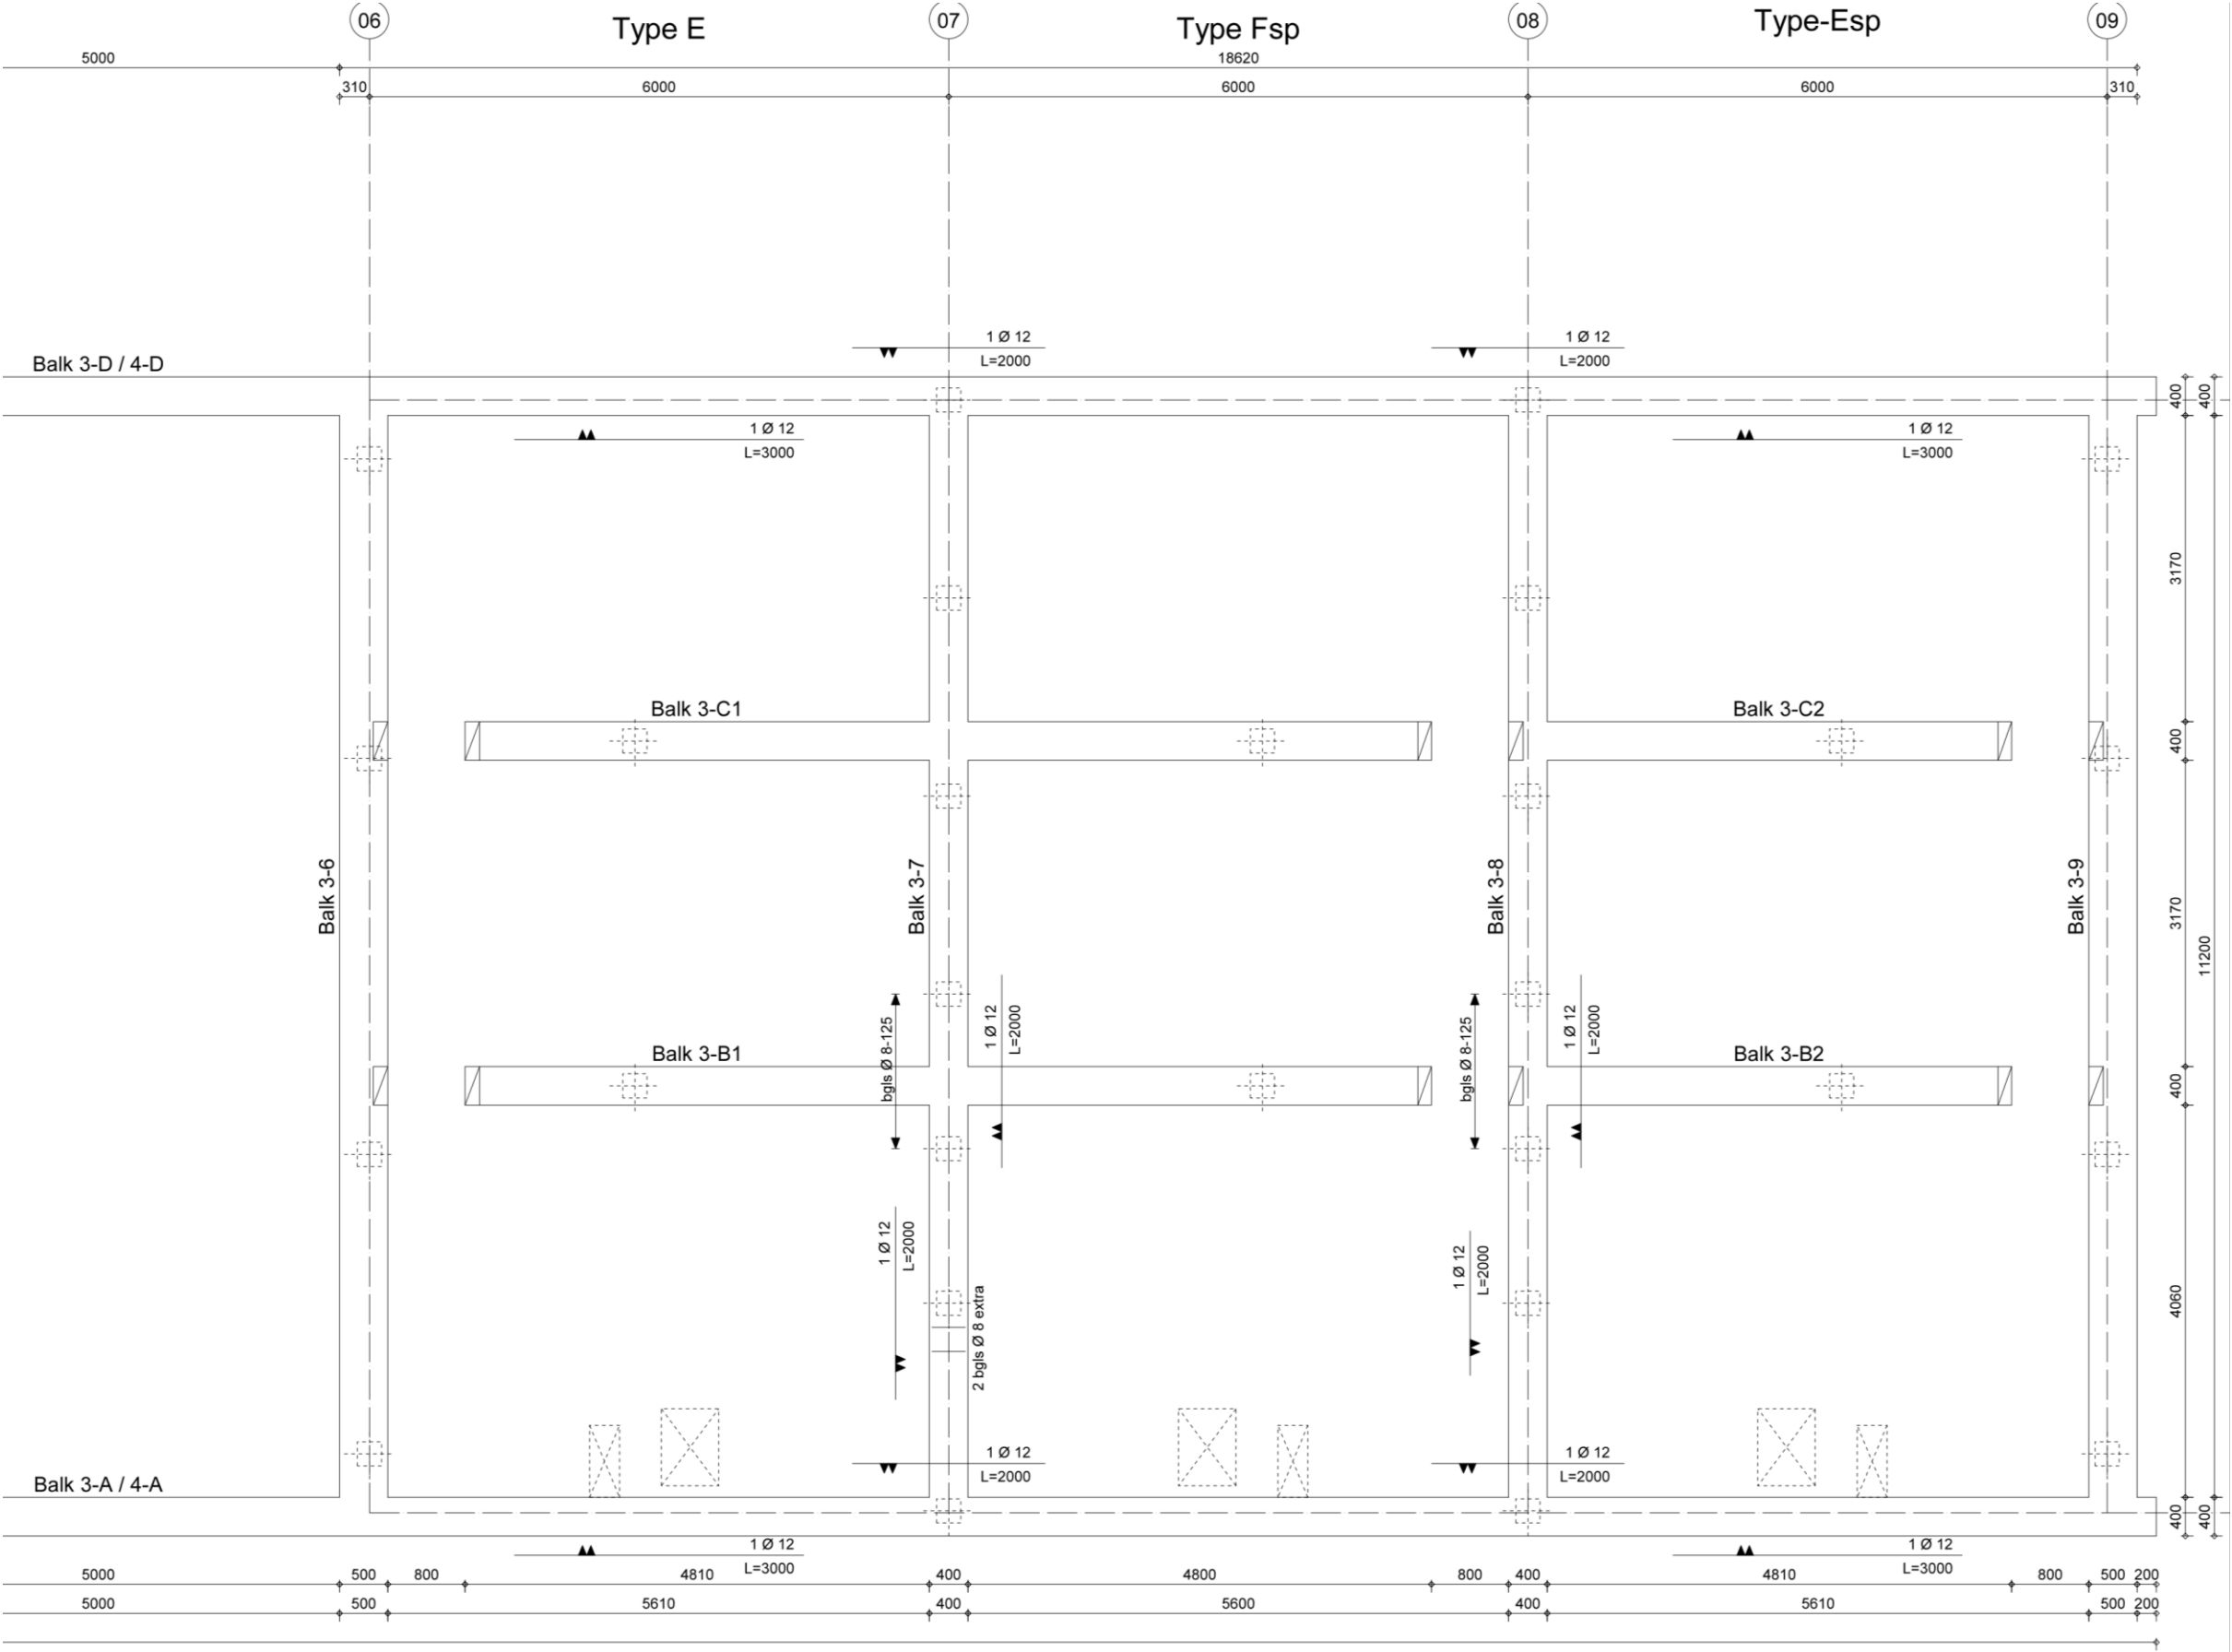 06 Type E 07 Type Fsp 08 Type-Esp 09
5000 18620
310 6000 6000 6000 310
1 Ø 12 1 Ø 12
L=2000 L=2000
Balk 3-D / 4-D
400 400
1 Ø 12 1 Ø 12
L=3000 L=3000
3170
Balk 3-C1 Balk 3-C2
400
Balk 3-6 Balk 3-7 Balk 3-8 Balk 3-9
3170
11200
bgls Ø 8-125
1 Ø 12
L=2000
bgls Ø 8-125
1 Ø 12
L=2000
Balk 3-B1 Balk 3-B2
400
1 Ø 12
L=2000
1 Ø 12
L=2000
4060
2 bgls Ø 8 extra
1 Ø 12 1 Ø 12
L=2000 L=2000
Balk 3-A / 4-A
400 400
1 Ø 12 1 Ø 12
L=3000 L=3000
5000 500 800 4810 400 4800 800 400 4810 800 500 200
5000 500 5610 400 5600 400 5610 500 200